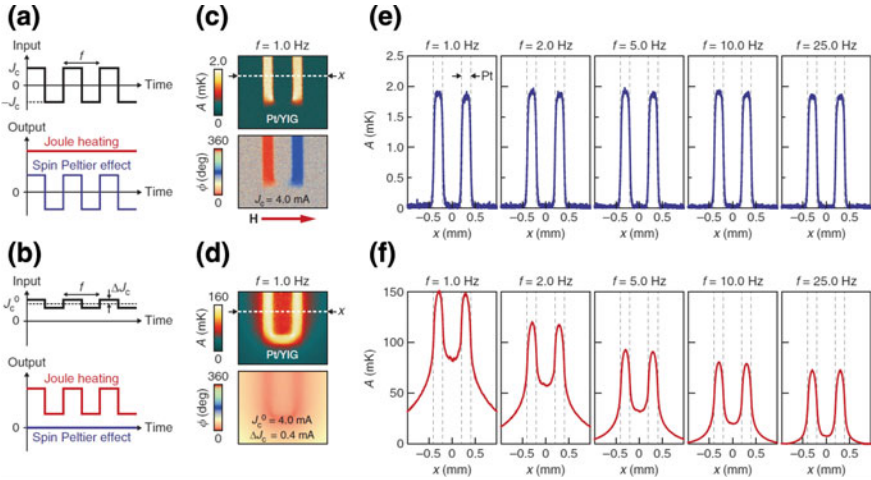 (a)
Input
f
J_c
0
−J_c
Time
Output
Joule heating
Spin Peltier effect
0
Time
(b)
Input
f
ΔJ_c
J_c^0
0
Time
Output
Joule heating
0
Spin Peltier effect
Time
(c)
f = 1.0 Hz
2.0
A (mK)
0
x
Pt/YIG
360
ϕ (deg)
0
J_c = 4.0 mA
H
(d)
f = 1.0 Hz
160
A (mK)
0
x
Pt/YIG
360
ϕ (deg)
0
J_c^0 = 4.0 mA
ΔJ_c = 0.4 mA
(e)
f = 1.0 Hz f = 2.0 Hz f = 5.0 Hz f = 10.0 Hz f = 25.0 Hz
Pt
A (mK)
2.5
2.0
1.5
1.0
0.5
0
−0.5 0 0.5 −0.5 0 0.5 −0.5 0 0.5 −0.5 0 0.5 −0.5 0 0.5
x (mm) x (mm) x (mm) x (mm) x (mm)
(f)
f = 1.0 Hz f = 2.0 Hz f = 5.0 Hz f = 10.0 Hz f = 25.0 Hz
A (mK)
150
100
50
0
−0.5 0 0.5 −0.5 0 0.5 −0.5 0 0.5 −0.5 0 0.5 −0.5 0 0.5
x (mm) x (mm) x (mm) x (mm) x (mm)